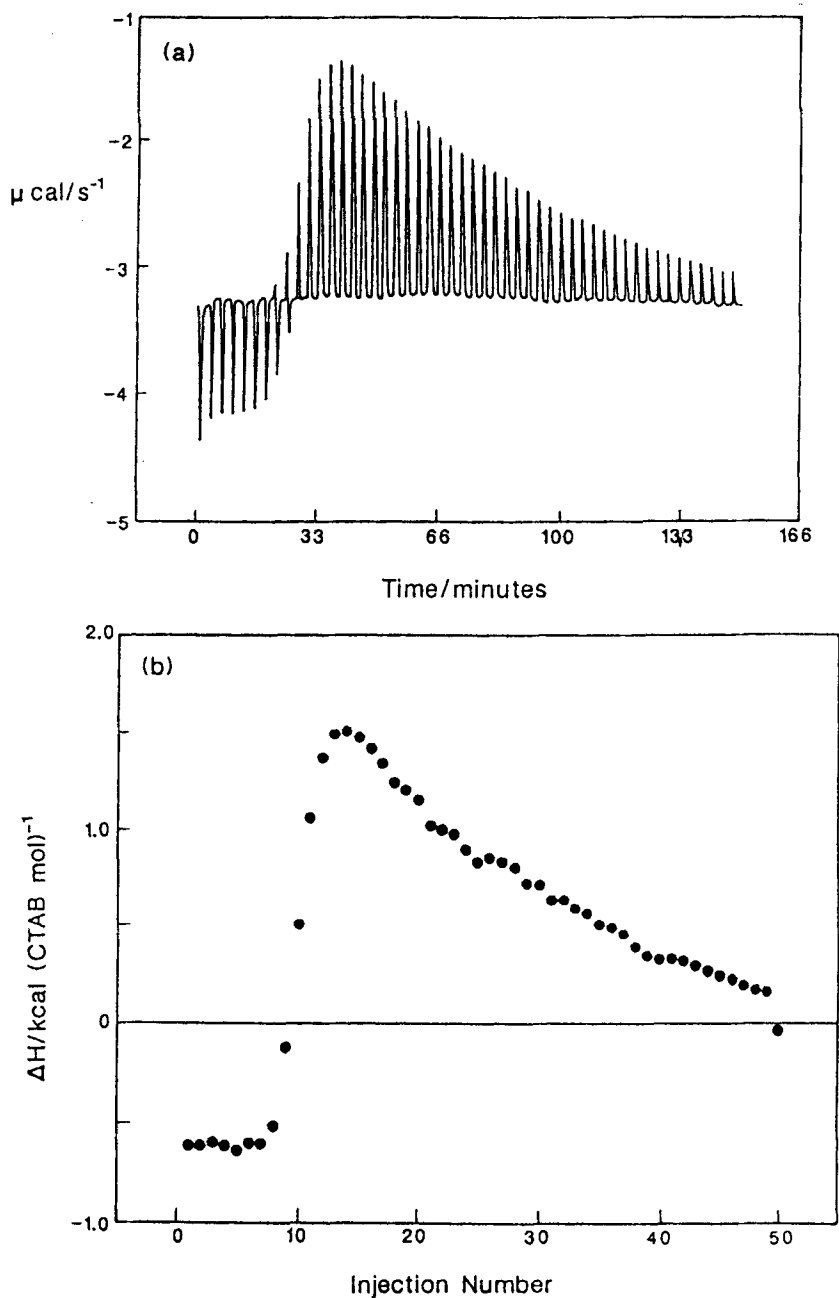 (a)
-1
-2
-3
-4
-5
μ cal/s⁻¹
0 33 66 100 133 166
Time/minutes
(b)
2.0
1.0
0
-1.0
ΔH/kcal (CTAB mol)⁻¹
0 10 20 30 40 50
Injection Number